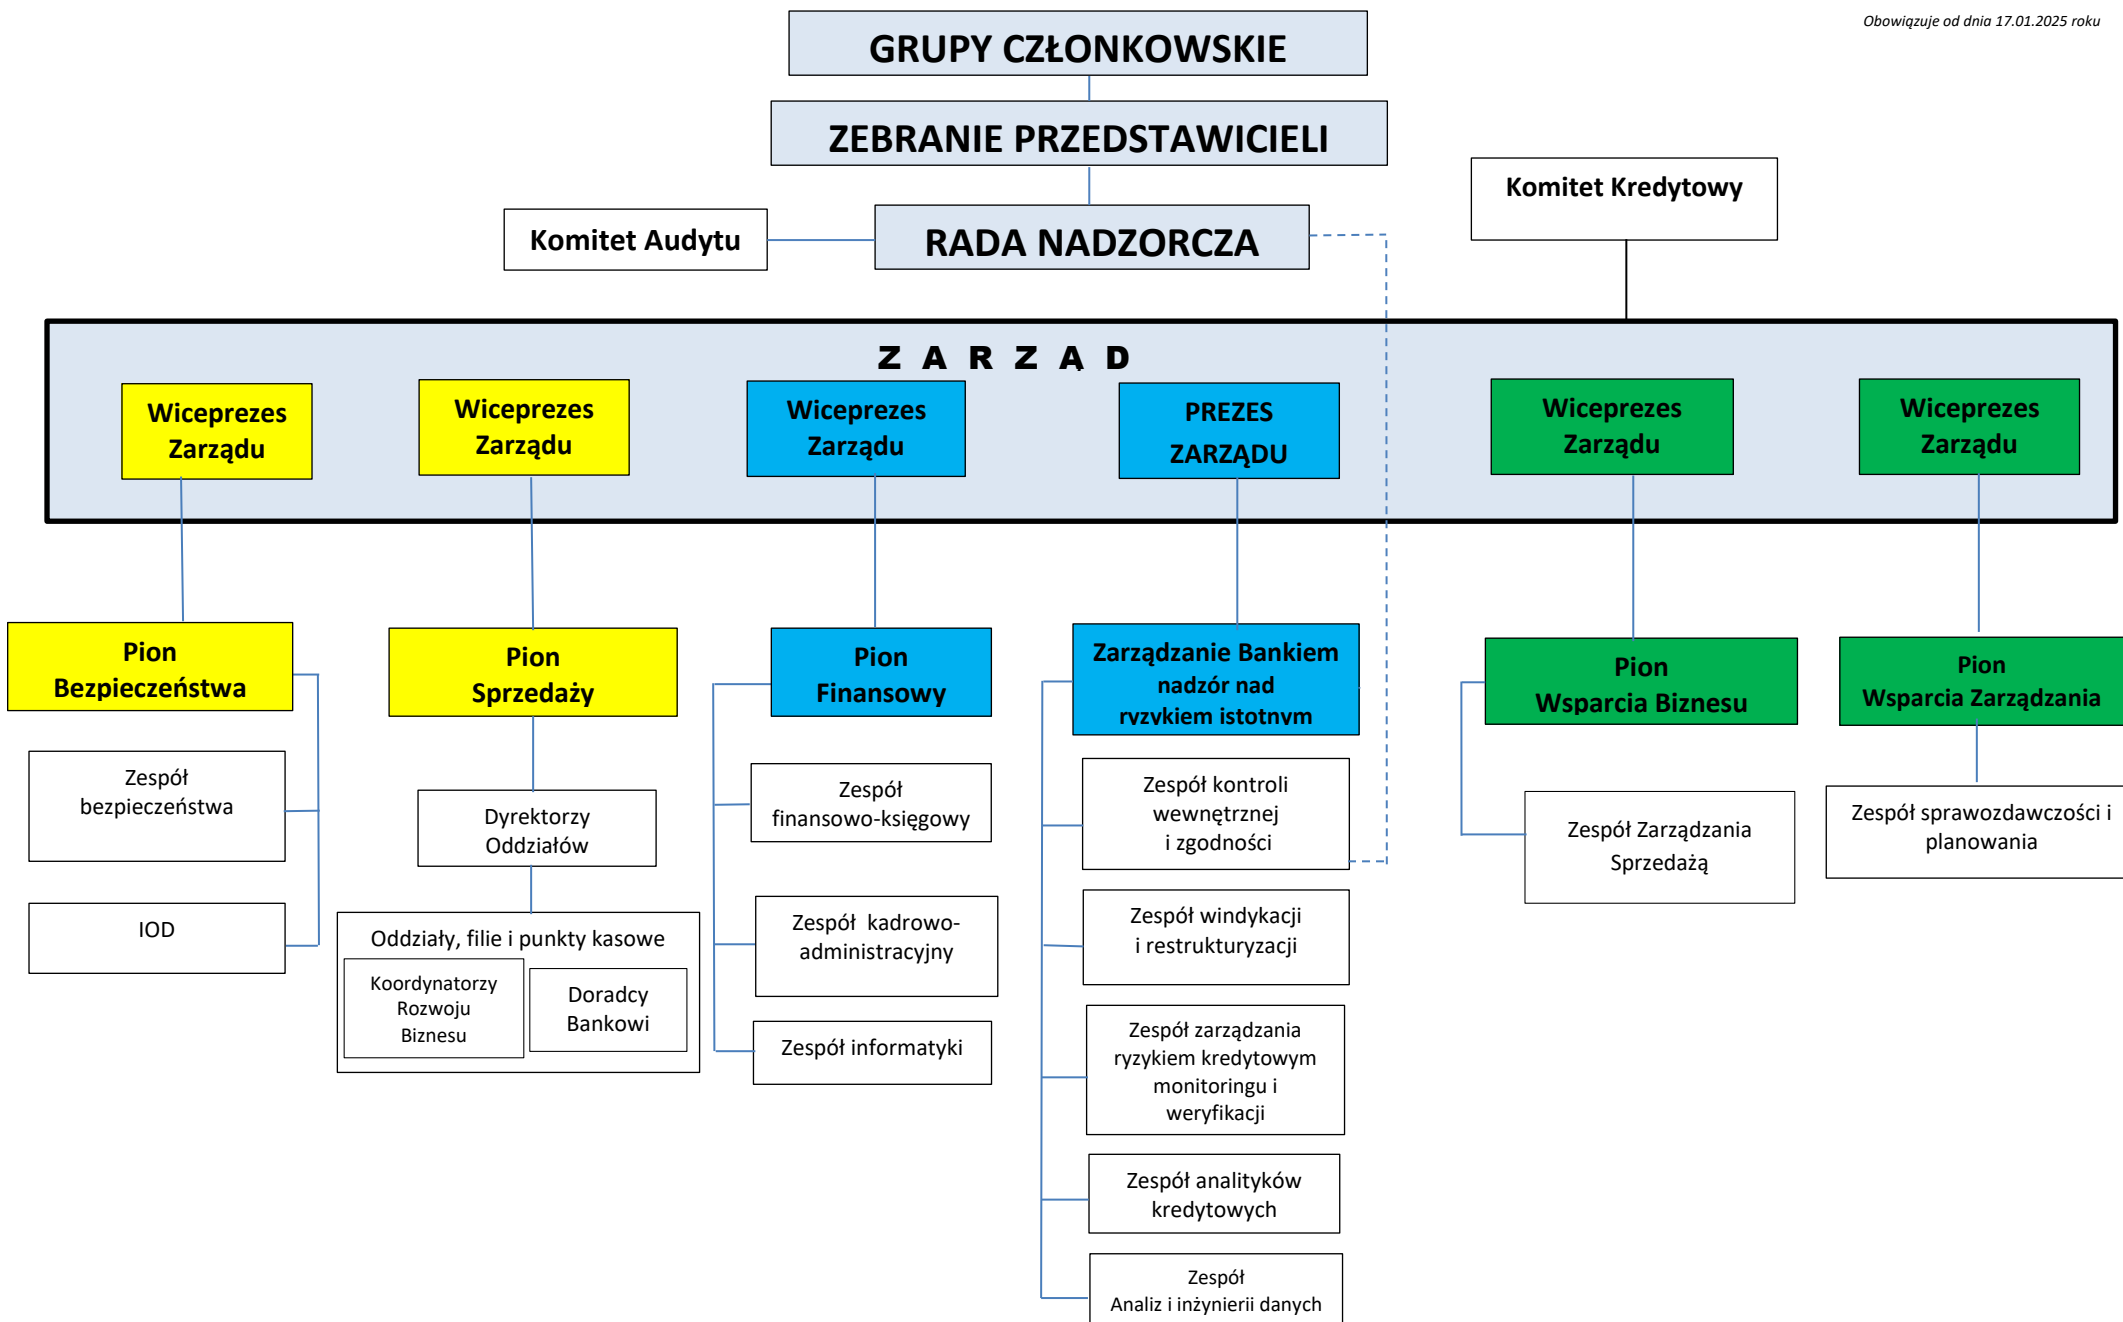 Obowiązuje od dnia 17.01.2025 roku
GRUPY CZŁONKOWSKIE
ZEBRANIE PRZEDSTAWICIELI
Komitet Kredytowy
Komitet Audytu
RADA NADZORCZA
Z A R Z Ą D
Wiceprezes
Zarządu
Wiceprezes
Zarządu
Wiceprezes
Zarządu
PREZES
ZARZĄDU
Wiceprezes
Zarządu
Wiceprezes
Zarządu
Pion
Bezpieczeństwa
Zespół
bezpieczeństwa
IOD
Pion
Sprzedaży
Dyrektorzy
Oddziałów
Oddziały, filie i punkty kasowe
Koordynatorzy
Rozwoju
Biznesu
Doradcy
Bankowi
Pion
Finansowy
Zespół
finansowo-księgowy
Zespół kadrowo-
administracyjny
Zespół informatyki
Zarządzanie Bankiem
nadzór nad
ryzykiem istotnym
Zespół kontroli
wewnętrznej
i zgodności
Zespół windykacji
i restrukturyzacji
Zespół zarządzania
ryzykiem kredytowym
monitoringu i
weryfikacji
Zespół analityków
kredytowych
Zespół
Analiz i inżynierii danych
Pion
Wsparcia Biznesu
Zespół Zarządzania
Sprzedażą
Pion
Wsparcia Zarządzania
Zespół sprawozdawczości i
planowania